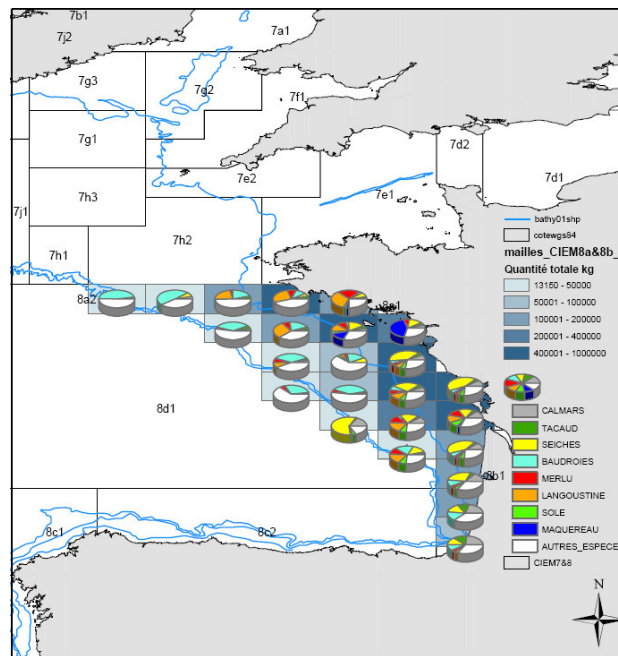 7b1
7a1
7j2
7g3
7g2
7f1
7g1
7d2
7e2
7d1
7h3
7e1
7j1
7h2
7h1
bathy01shp
cotewgs84
mailles_CIEM8a&8b_
Quantité totale kg
8a2
13150 - 50000
50001 - 100000
100001 - 200000
200001 - 400000
400001 - 1000000
8d1
CALMARS
TACAUD
SEICHES
BAUDROIES
MERLU
LANGOUSTINE
SOLE
MAQUEREAU
AUTRES_ESPECE
CIEM7&8
8c1
8c2
N